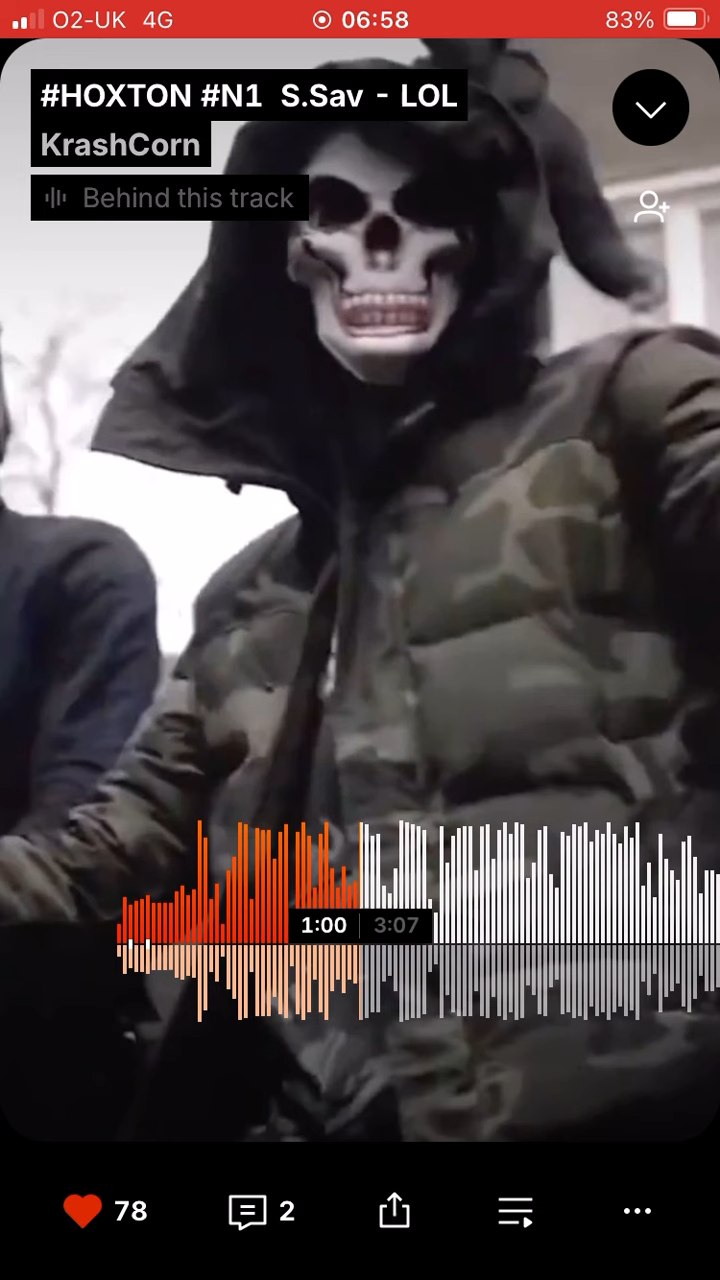 O2-UK 4G 06:58 83%
#HOXTON #N1 S.Sav - LOL
KrashCorn
Behind this track
1:00 3:07
78 2